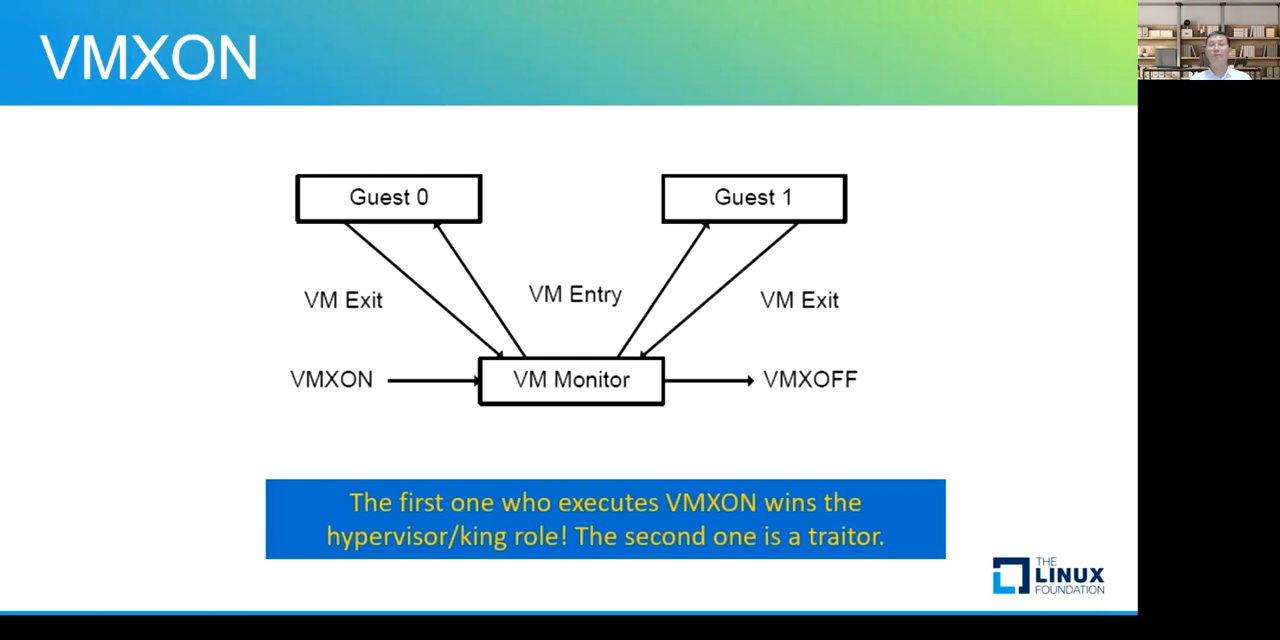 VMXON
Guest 0
Guest 1
VM Exit
VM Entry
VM Exit
VMXON
VM Monitor
VMXOFF
The first one who executes VMXON wins the
hypervisor/king role! The second one is a traitor.
THE
LINUX
FOUNDATION